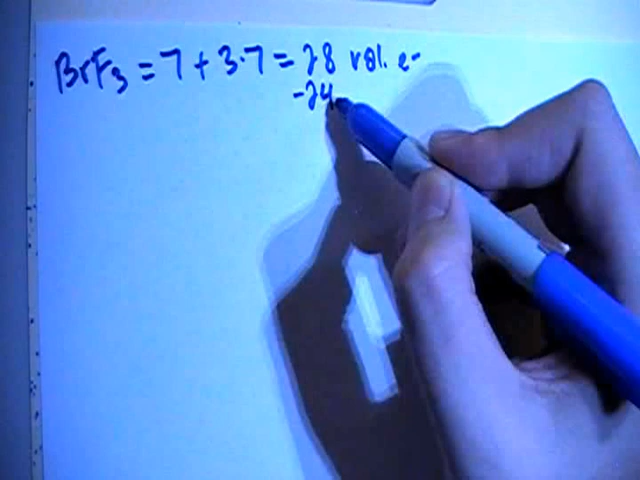 BrF₃ = 7 + 3·7 = 28 val. e-
-24